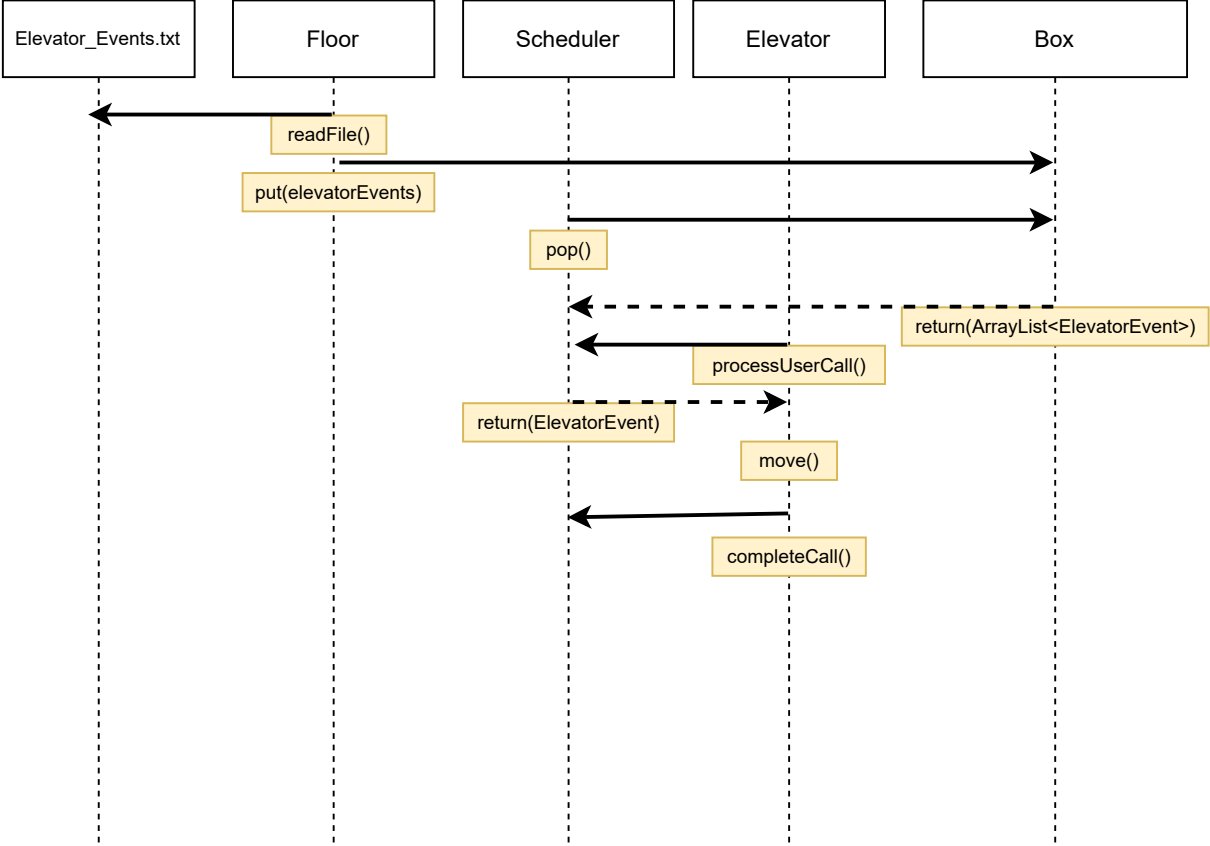 Elevator_Events.txt
Floor
Scheduler
Elevator
Box
readFile()
put(elevatorEvents)
pop()
return(ArrayList<ElevatorEvent>)
processUserCall()
return(ElevatorEvent)
move()
completeCall()